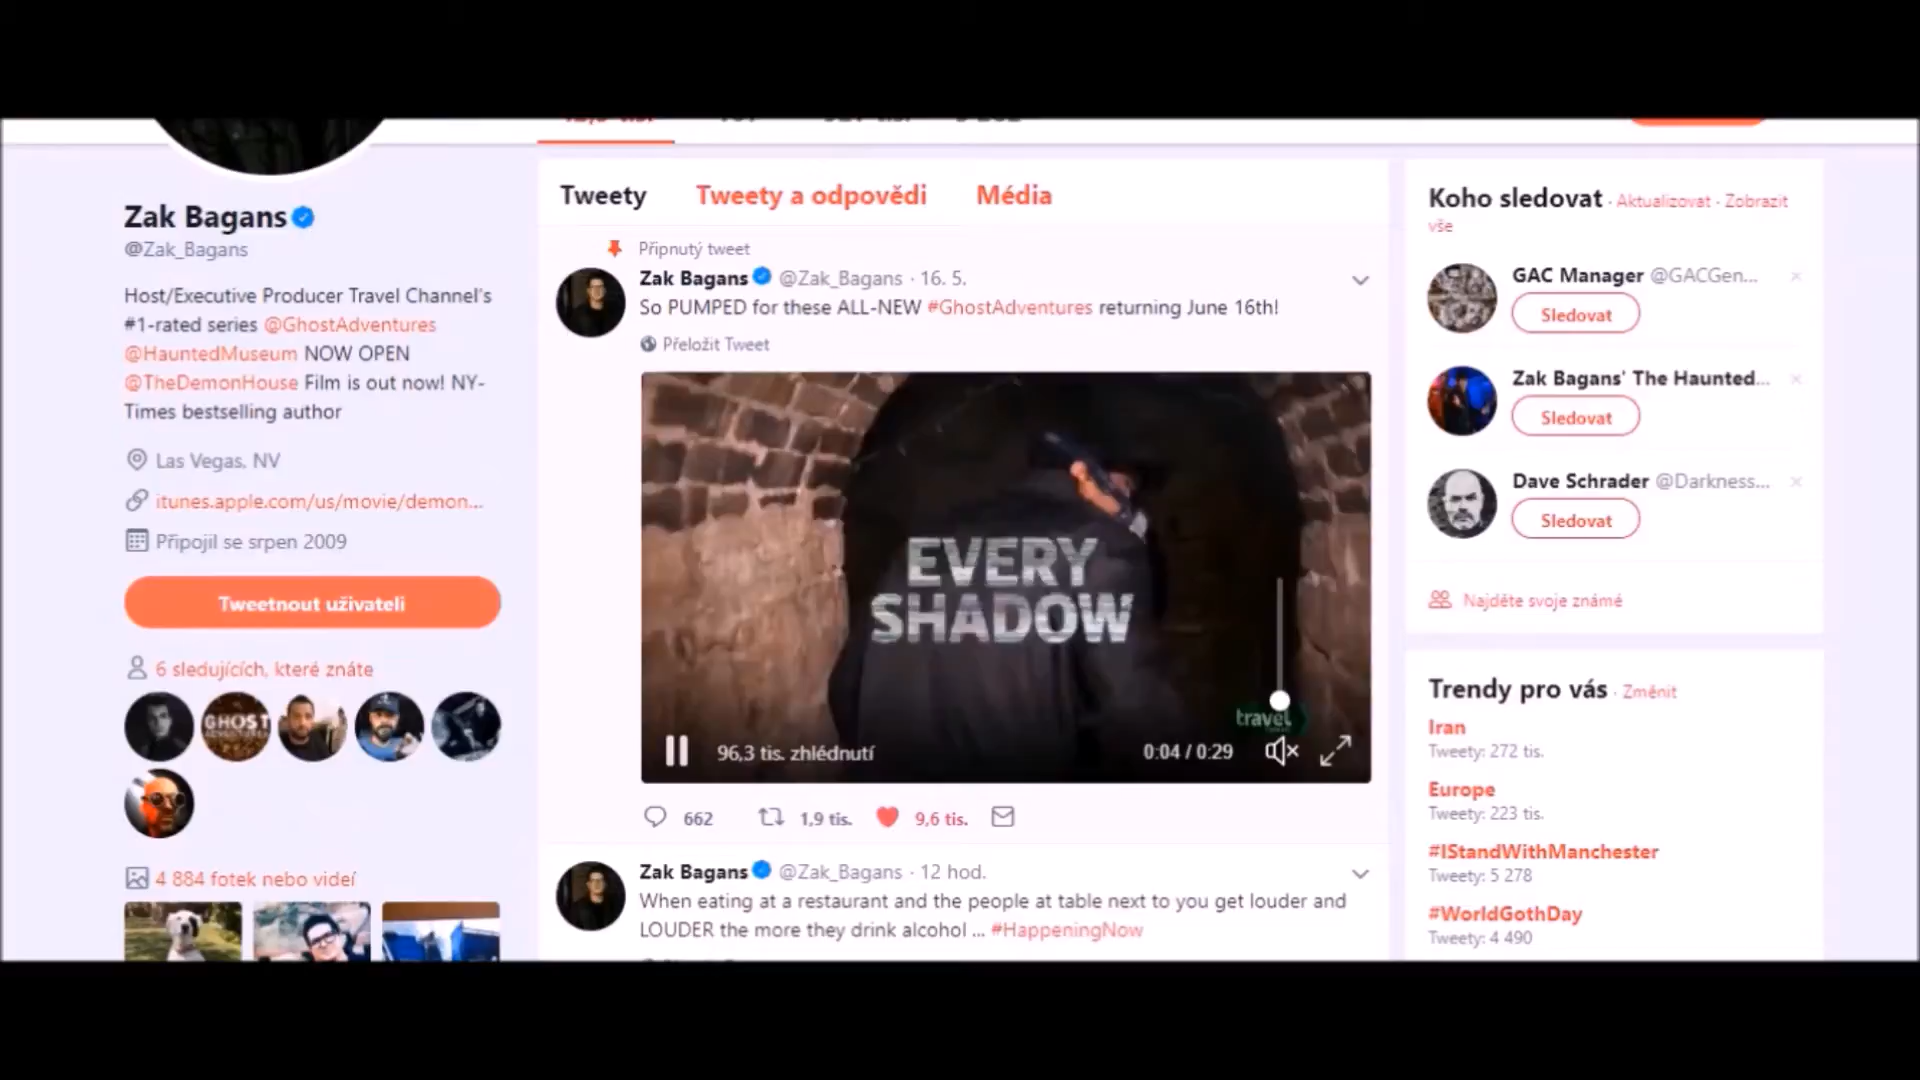 Zak Bagans
@Zak_Bagans
Host/Executive Producer Travel Channel's
#1-rated series @GhostAdventures
@HauntedMuseum NOW OPEN
@TheDemonHouse Film is out now! NY-
Times bestselling author
Las Vegas, NV
itunes.apple.com/us/movie/demon...
Připojil se srpen 2009
Tweetnout uživateli
6 sledujících, které znáte
GHOST
ADVENTURES
4 884 fotek nebo videí
Tweety Tweety a odpovědi Média
Připnutý tweet
Zak Bagans @Zak_Bagans · 16. 5.
So PUMPED for these ALL-NEW #GhostAdventures returning June 16th!
Přeložit Tweet
EVERY
SHADOW
travel
96,3 tis. zhlédnutí 0:04 / 0:29
662 1,9 tis. 9,6 tis.
Zak Bagans @Zak_Bagans · 12 hod.
When eating at a restaurant and the people at table next to you get louder and
LOUDER the more they drink alcohol ... #HappeningNow
Koho sledovat · Aktualizovat · Zobrazit
vše
GAC Manager @GACGen...
Sledovat
Zak Bagans' The Haunted...
Sledovat
Dave Schrader @Darkness...
Sledovat
Najděte svoje známé
Trendy pro vás · Změnit
Iran
Tweety: 272 tis.
Europe
Tweety: 223 tis.
#IStandWithManchester
Tweety: 5 278
#WorldGothDay
Tweety: 4 490